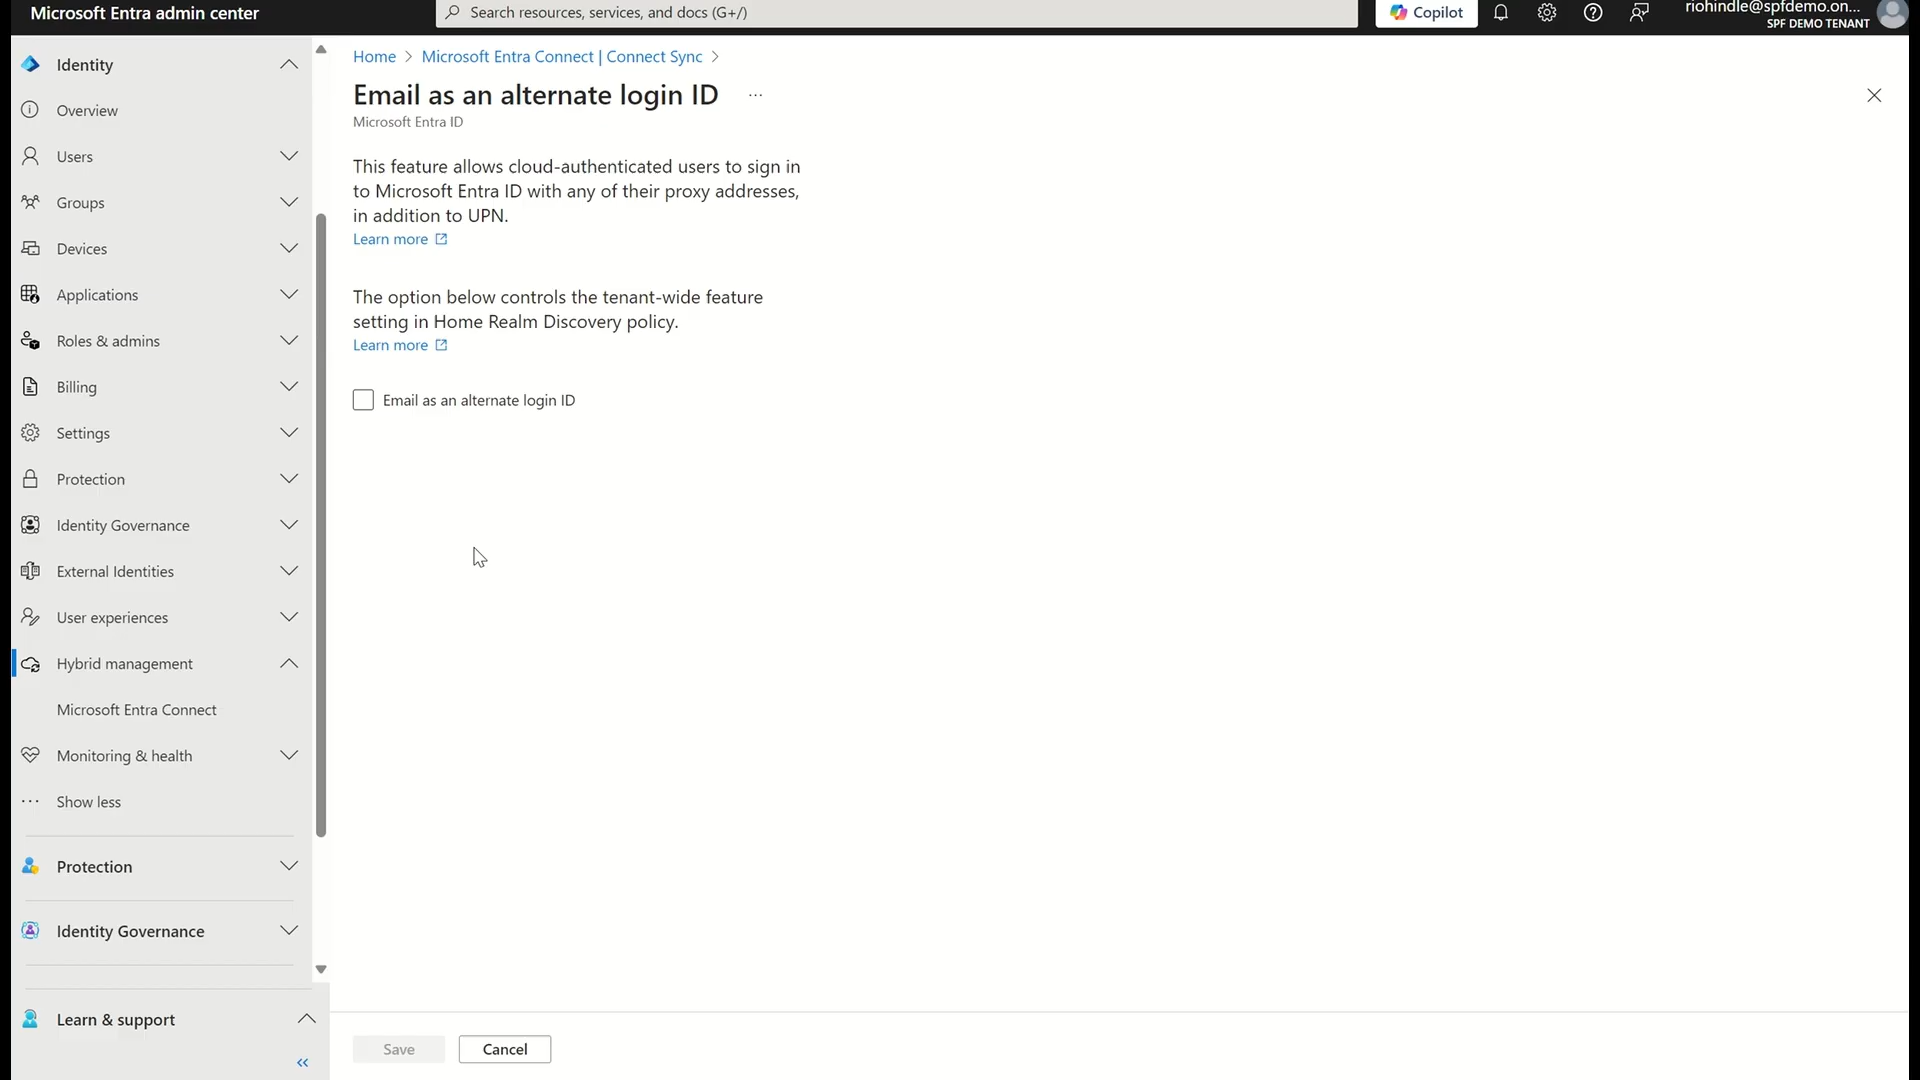 Microsoft Entra admin center
Search resources, services, and docs (G+/)
Copilot
riohindle@spfdemo.on...
SPF DEMO TENANT
Identity
Overview
Users
Groups
Devices
Applications
Roles & admins
Billing
Settings
Protection
Identity Governance
External Identities
User experiences
Hybrid management
Microsoft Entra Connect
Monitoring & health
Show less
Protection
Identity Governance
Learn & support
Home > Microsoft Entra Connect | Connect Sync >
Email as an alternate login ID ...
Microsoft Entra ID
This feature allows cloud-authenticated users to sign in
to Microsoft Entra ID with any of their proxy addresses,
in addition to UPN.
Learn more
The option below controls the tenant-wide feature
setting in Home Realm Discovery policy.
Learn more
Email as an alternate login ID
Save
Cancel